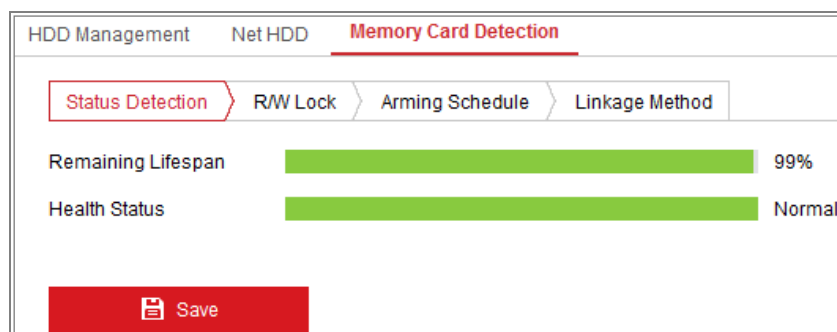 HDD Management Net HDD Memory Card Detection
Status Detection R/W Lock Arming Schedule Linkage Method
Remaining Lifespan 99%
Health Status Normal
Save